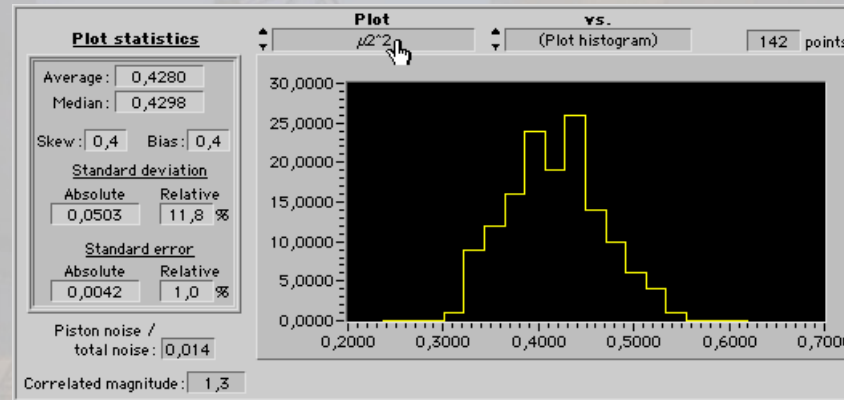 Plot vs.
Plot statistics μ2^2 (Plot histogram) 142 points
Average: 0,4280
Median: 0,4298
Skew: 0,4 Bias: 0,4
Standard deviation
Absolute Relative
0,0503 11,8 %
Standard error
Absolute Relative
0,0042 1,0 %
Piston noise /
total noise: 0,014
Correlated magnitude: 1,3
30,0000
25,0000
20,0000
15,0000
10,0000
5,0000
0,0000
0,2000 0,3000 0,4000 0,5000 0,6000 0,700